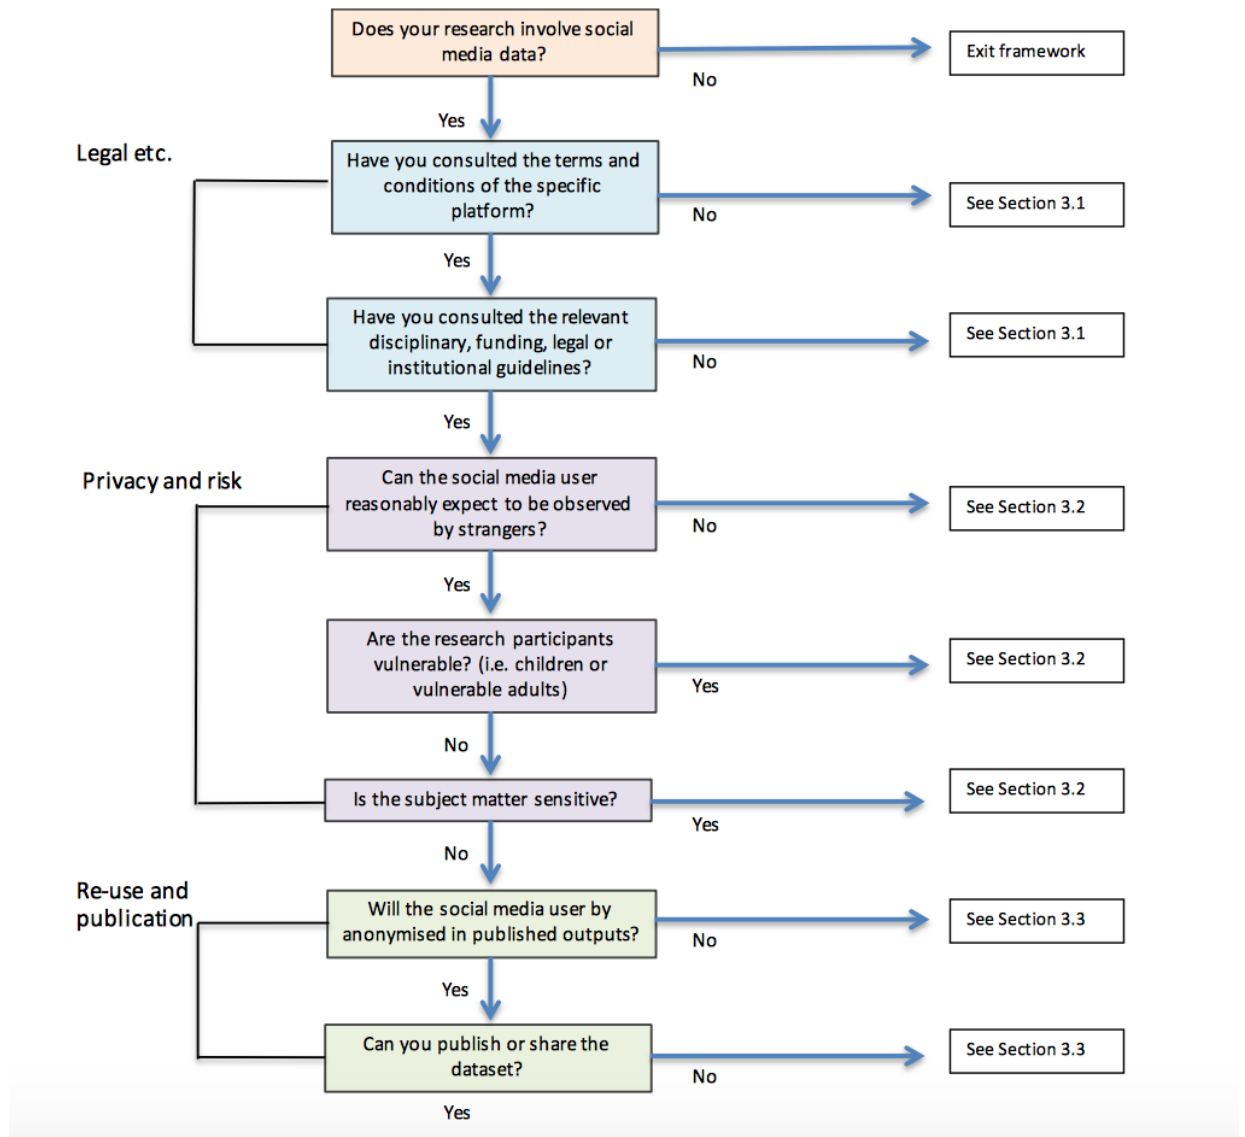 Does your research involve social
media data?
No
Exit framework
Yes
Legal etc.
Have you consulted the terms and
conditions of the specific
platform?
No
See Section 3.1
Yes
Have you consulted the relevant
disciplinary, funding, legal or
institutional guidelines?
No
See Section 3.1
Yes
Privacy and risk
Can the social media user
reasonably expect to be observed
by strangers?
No
See Section 3.2
Yes
Are the research participants
vulnerable? (i.e. children or
vulnerable adults)
Yes
See Section 3.2
No
Is the subject matter sensitive?
Yes
See Section 3.2
No
Re-use and
publication
Will the social media user by
anonymised in published outputs?
No
See Section 3.3
Yes
Can you publish or share the
dataset?
No
See Section 3.3
Yes